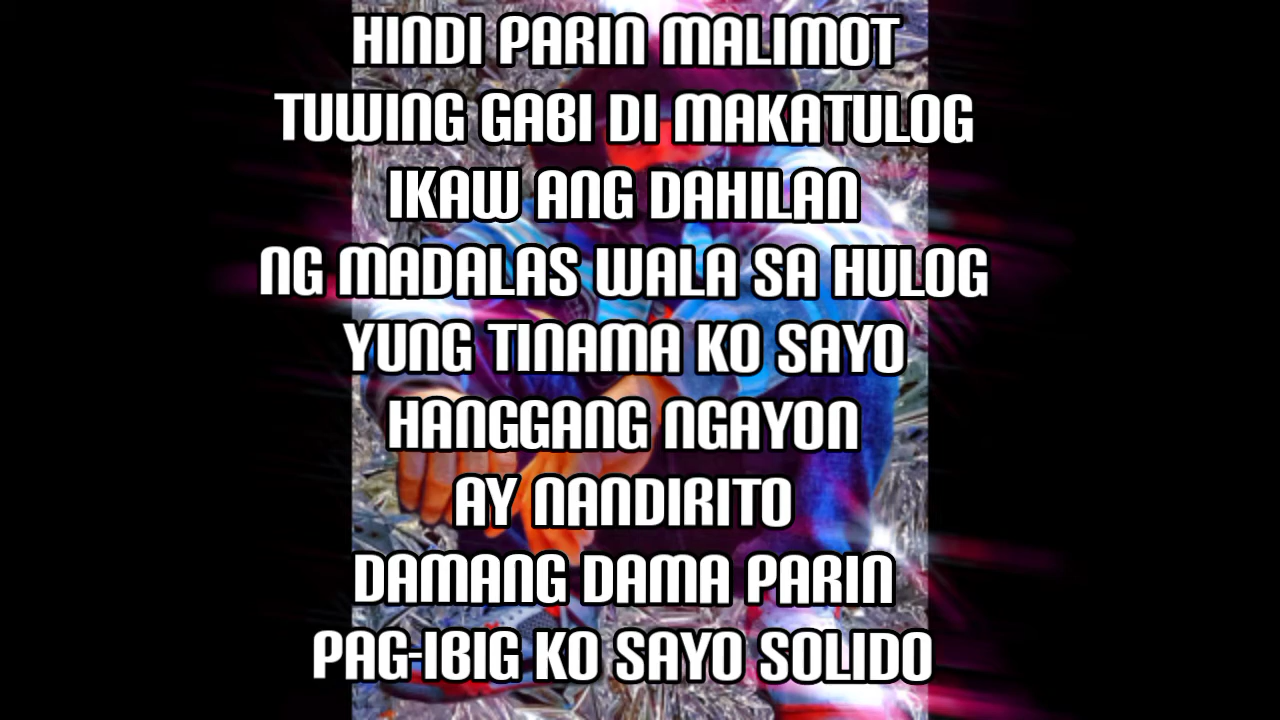 HINDI PARIN MALIMOT
TUWING GABI DI MAKATULOG
IKAW ANG DAHILAN
NG MADALAS WALA SA HULOG
YUNG TINAMA KO SAYO
HANGGANG NGAYON
AY NANDIRITO
DAMANG DAMA PARIN
PAG-IBIG KO SAYO SOLIDO